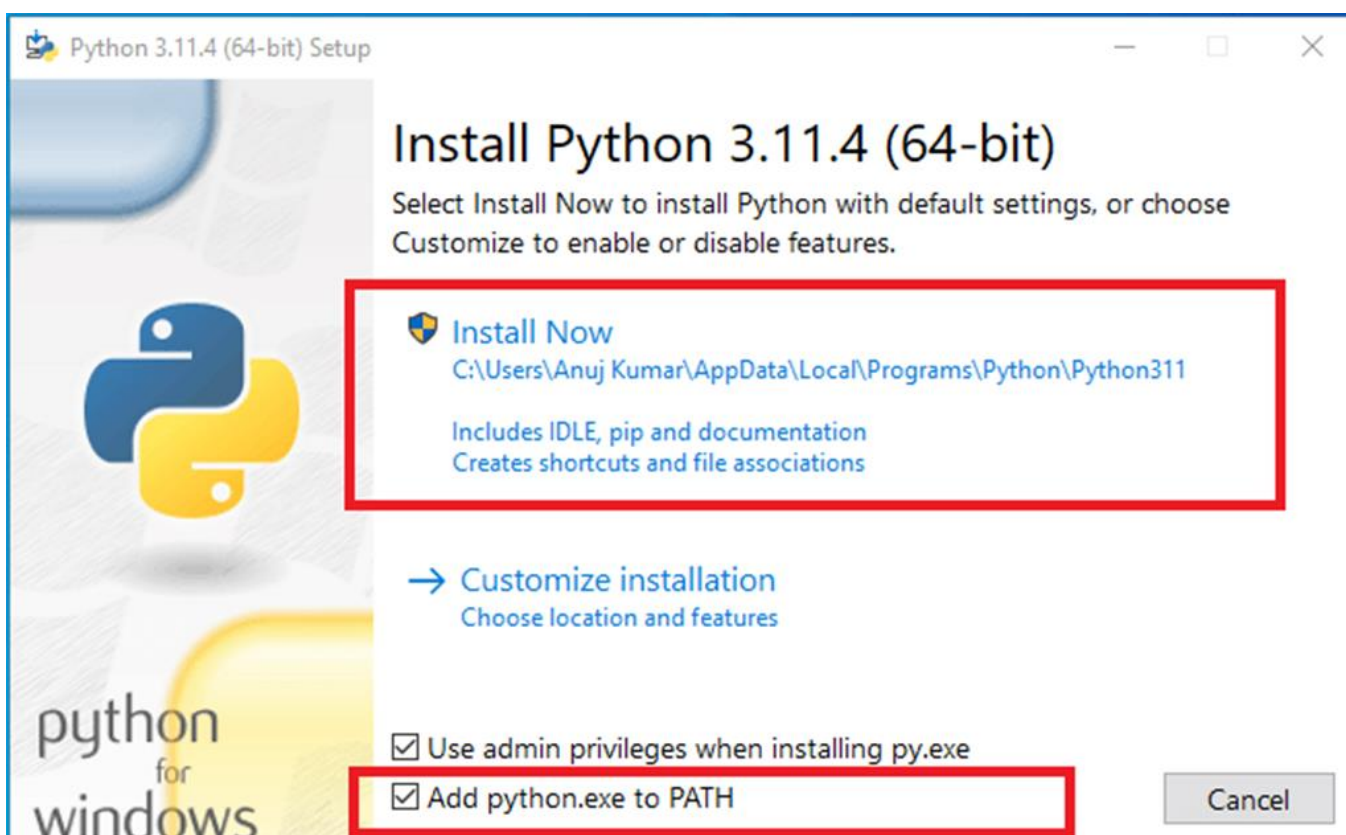 Python 3.11.4 (64-bit) Setup
Install Python 3.11.4 (64-bit)
Select Install Now to install Python with default settings, or choose
Customize to enable or disable features.
Install Now
C:\Users\Anuj Kumar\AppData\Local\Programs\Python\Python311
Includes IDLE, pip and documentation
Creates shortcuts and file associations
Customize installation
Choose location and features
python
for
windows
Use admin privileges when installing py.exe
Add python.exe to PATH
Cancel